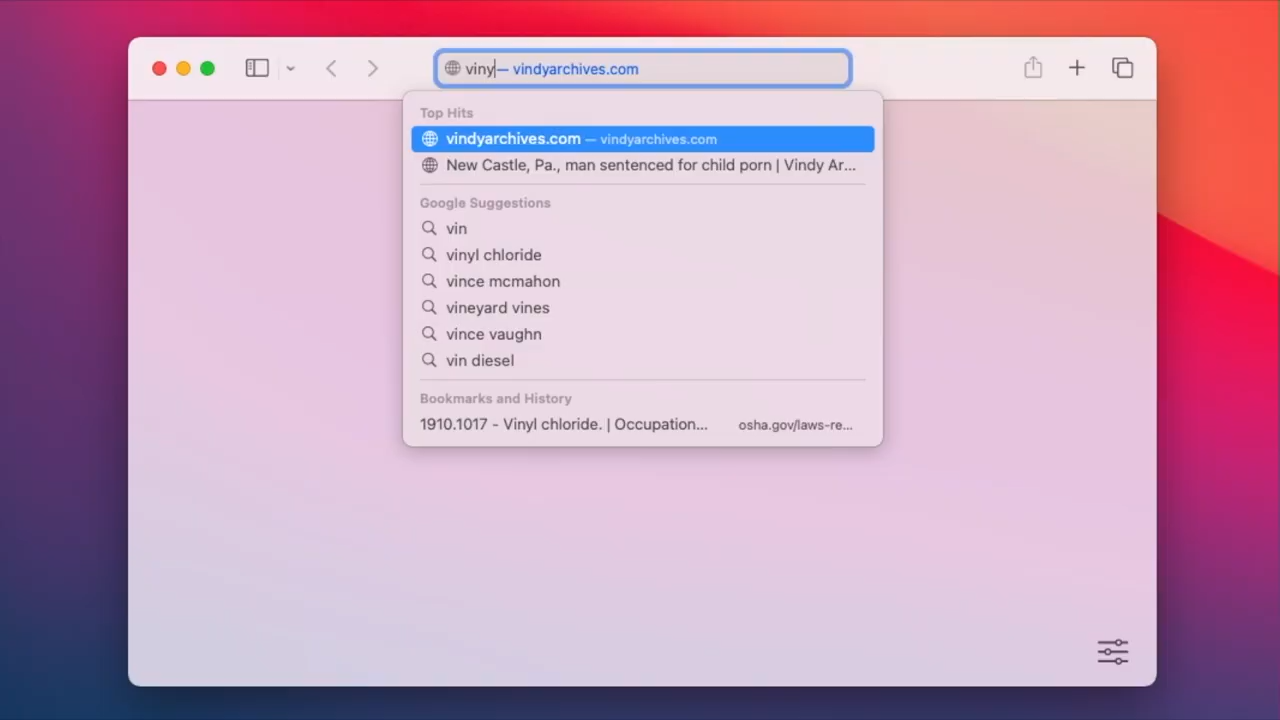 viny — vindyarchives.com
Top Hits
vindyarchives.com — vindyarchives.com
New Castle, Pa., man sentenced for child porn | Vindy Ar...
Google Suggestions
vin
vinyl chloride
vince mcmahon
vineyard vines
vince vaughn
vin diesel
Bookmarks and History
1910.1017 - Vinyl chloride. | Occupation... osha.gov/laws-re...